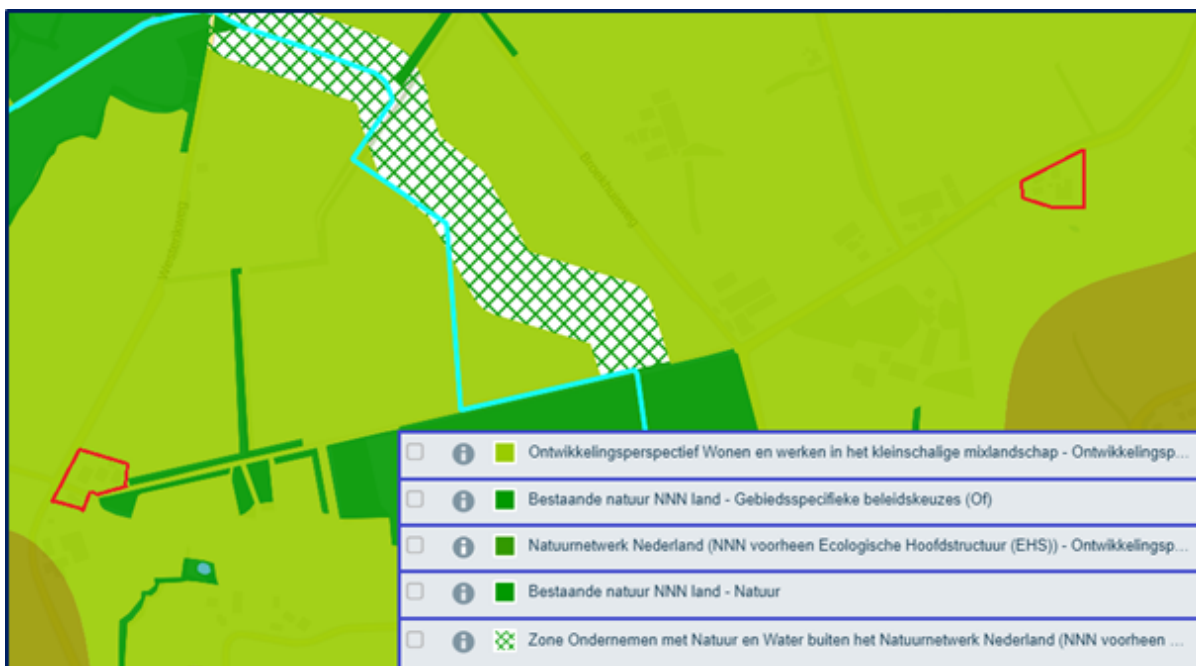 Westerikweg
Broekhuisweg
Ontwikkelingsperspectief Wonen en werken in het kleinschalige mixlandschap - Ontwikkelingsp...
Bestaande natuur NNN land - Gebiedsspecifieke beleidskeuzes (Of)
Natuurnetwerk Nederland (NNN voorheen Ecologische Hoofdstructuur (EHS)) - Ontwikkelingsp...
Bestaande natuur NNN land - Natuur
Zone Ondernemen met Natuur en Water buiten het Natuurnetwerk Nederland (NNN voorheen ...